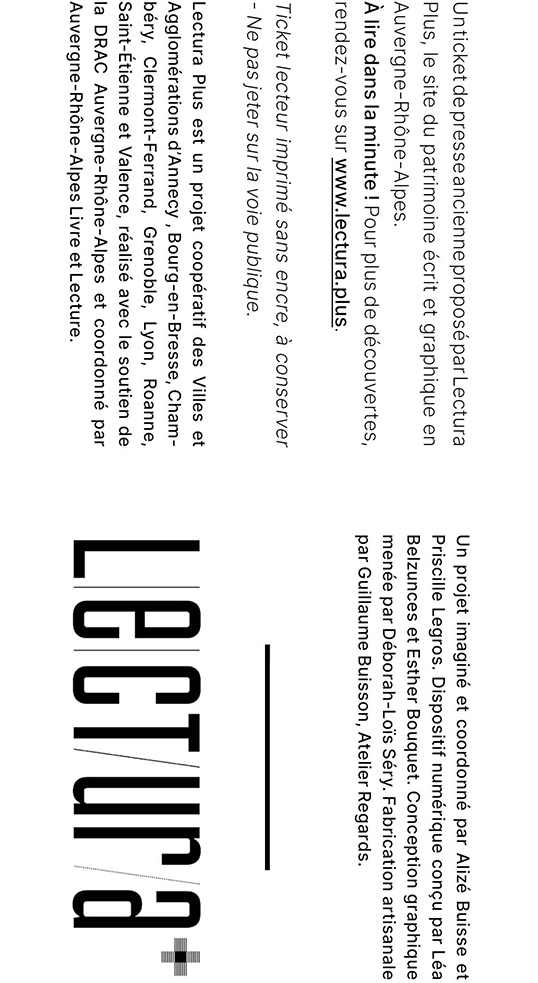 Un ticket de presse ancienne proposé par Lectura
Plus, le site du patrimoine écrit et graphique en
Auvergne-Rhône-Alpes.
À lire dans la minute ! Pour plus de découvertes,
rendez-vous sur www.lectura.plus.
Ticket lecteur imprimé sans encre, à conserver
- Ne pas jeter sur la voie publique.
Lectura Plus est un projet coopératif des Villes et
Agglomérations d'Annecy , Bourg-en-Bresse, Cham-
béry, Clermont-Ferrand, Grenoble, Lyon, Roanne,
Saint-Étienne et Valence, réalisé avec le soutien de
la DRAC Auvergne-Rhône-Alpes et coordonné par
Auvergne-Rhône-Alpes Livre et Lecture.
Un projet imaginé et coordonné par Alizé Buisse et
Priscille Legros. Dispositif numérique conçu par Léa
Belzunces et Esther Bouquet. Conception graphique
menée par Déborah-Loïs Séry. Fabrication artisanale
par Guillaume Buisson, Atelier Regards.
Lectura+